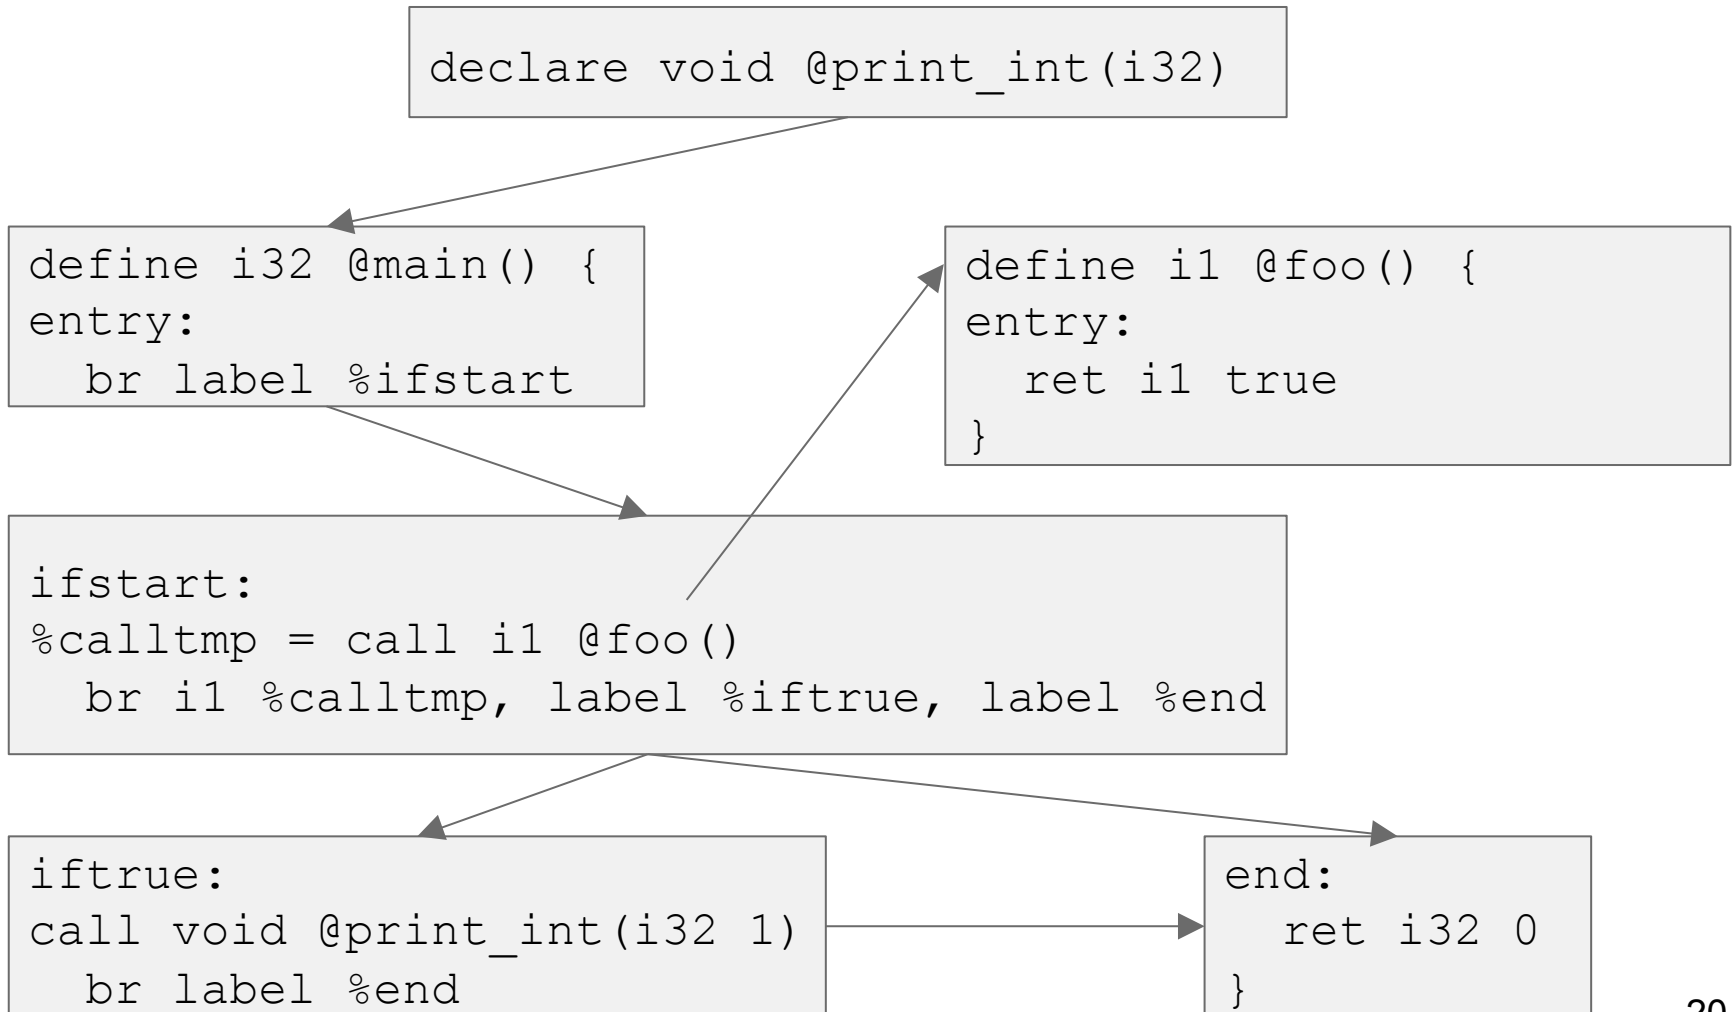 declare void @print_int(i32)
define i32 @main() {
entry:
  br label %ifstart
define i1 @foo() {
entry:
  ret i1 true
}
ifstart:
%calltmp = call i1 @foo()
  br i1 %calltmp, label %iftrue, label %end
iftrue:
call void @print_int(i32 1)
  br label %end
end:
  ret i32 0
}
20